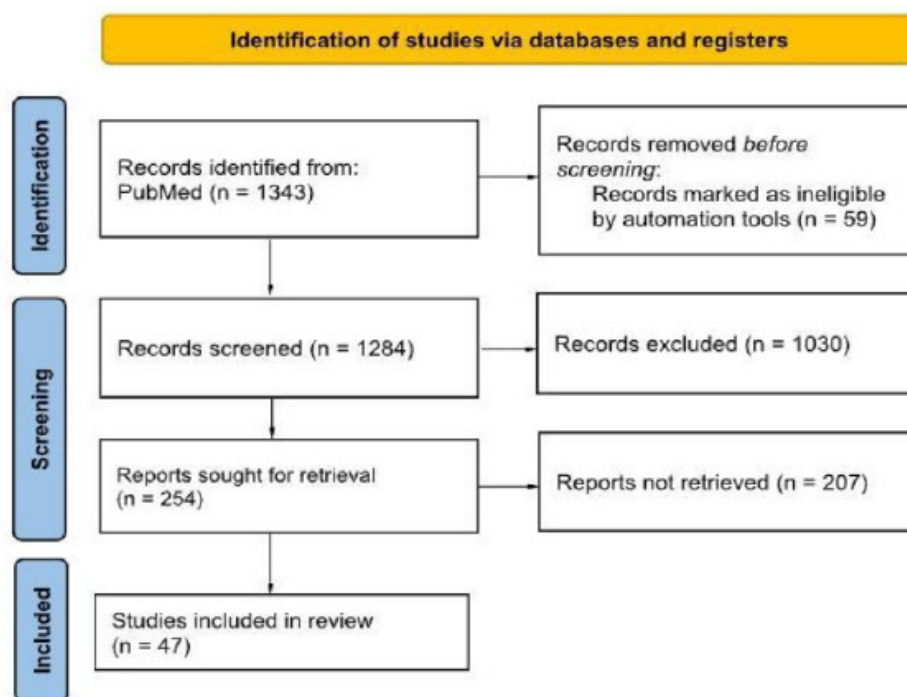 Identification of studies via databases and registers
Identification
Records identified from:
PubMed (n = 1343)
Records removed before
screening:
Records marked as ineligible
by automation tools (n = 59)
Screening
Records screened (n = 1284)
Records excluded (n = 1030)
Reports sought for retrieval
(n = 254)
Reports not retrieved (n = 207)
Included
Studies included in review
(n = 47)